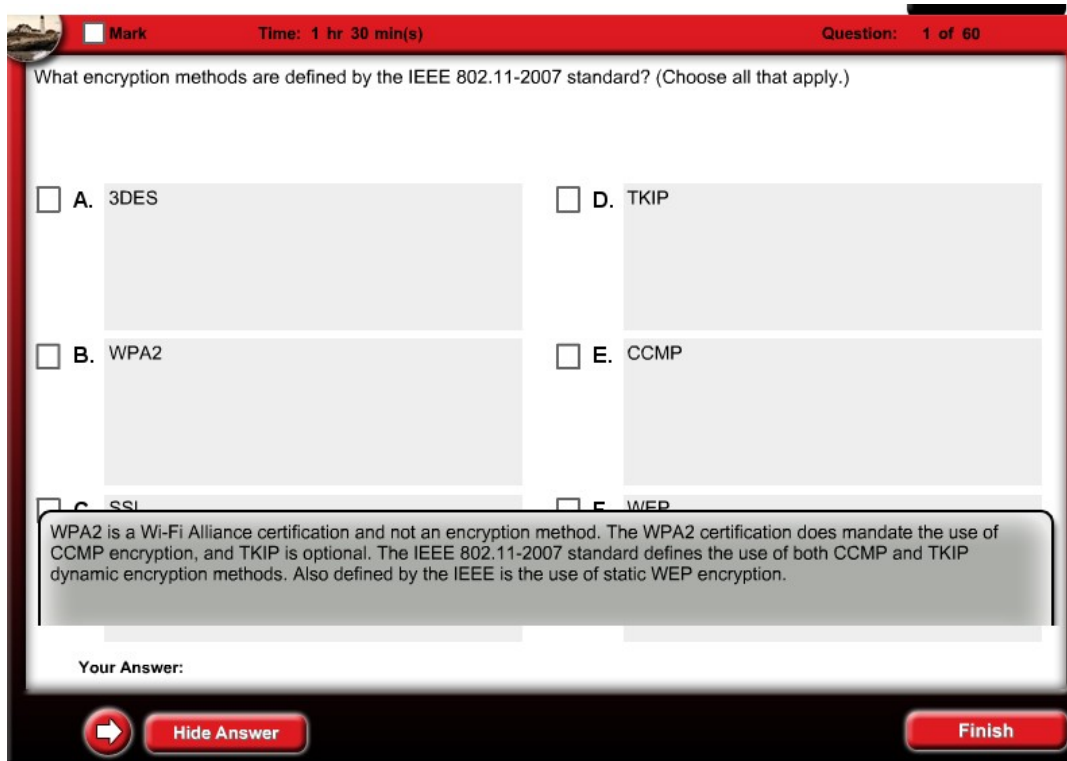 Mark Time: 1 hr 30 min(s) Question: 1 of 60
What encryption methods are defined by the IEEE 802.11-2007 standard? (Choose all that apply.)
A. 3DES
D. TKIP
B. WPA2
E. CCMP
C. SSL
F. WEP
WPA2 is a Wi-Fi Alliance certification and not an encryption method. The WPA2 certification does mandate the use of
CCMP encryption, and TKIP is optional. The IEEE 802.11-2007 standard defines the use of both CCMP and TKIP
dynamic encryption methods. Also defined by the IEEE is the use of static WEP encryption.
Your Answer:
Hide Answer
Finish